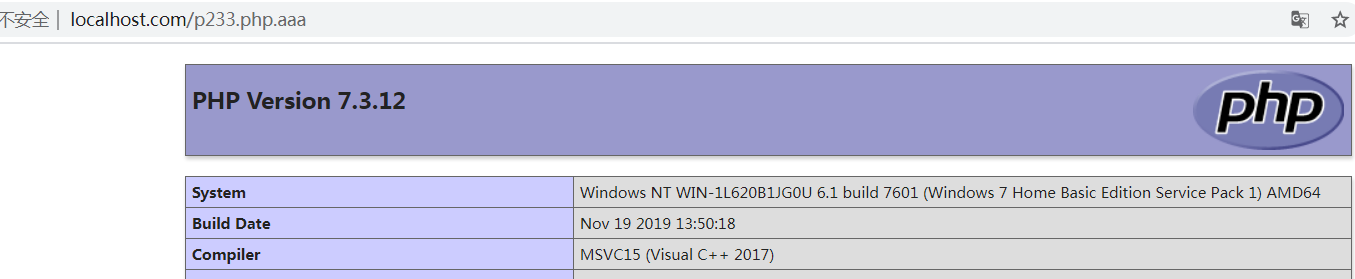 不安全 | localhost.com/p233.php.aaa
PHP Version 7.3.12
php
System Windows NT WIN-1L620B1JG0U 6.1 build 7601 (Windows 7 Home Basic Edition Service Pack 1) AMD64
Build Date Nov 19 2019 13:50:18
Compiler MSVC15 (Visual C++ 2017)